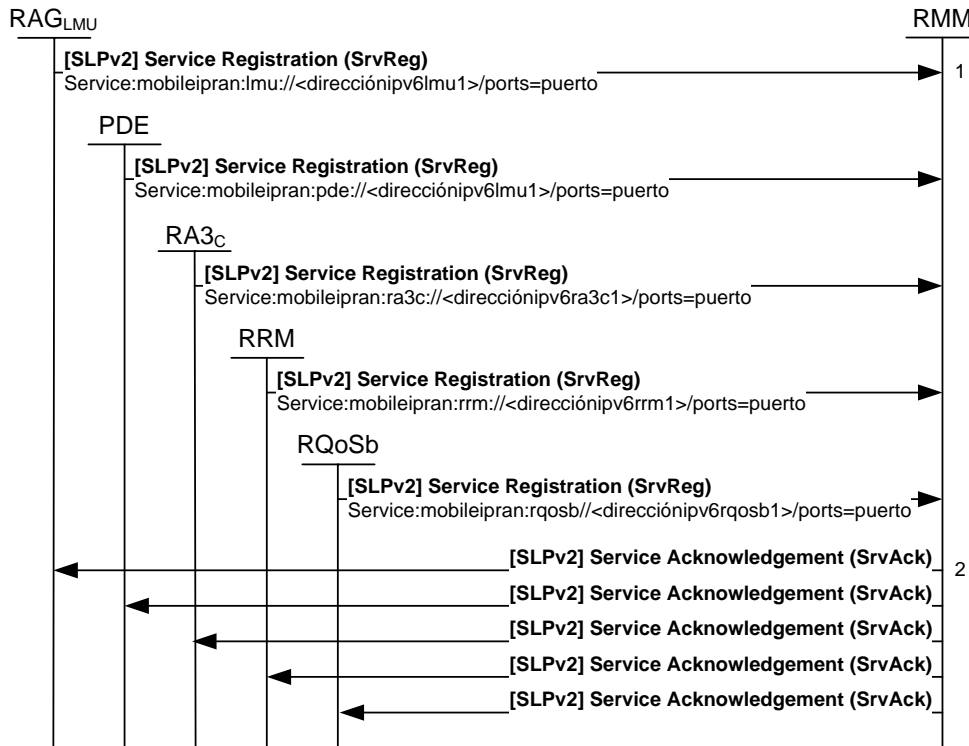 RAGLMU
RMM
[SLPv2] Service Registration (SrvReg)
Service:mobileipran:lmu://<direcciónipv6lmu1>/ports=puerto
1
PDE
[SLPv2] Service Registration (SrvReg)
Service:mobileipran:pde://<direcciónipv6lmu1>/ports=puerto
RA3C
[SLPv2] Service Registration (SrvReg)
Service:mobileipran:ra3c://<direcciónipv6ra3c1>/ports=puerto
RRM
[SLPv2] Service Registration (SrvReg)
Service:mobileipran:rrm://<direcciónipv6rrm1>/ports=puerto
RQoSb
[SLPv2] Service Registration (SrvReg)
Service:mobileipran:rqosb//<direcciónipv6rqosb1>/ports=puerto
[SLPv2] Service Acknowledgement (SrvAck)
2
[SLPv2] Service Acknowledgement (SrvAck)
[SLPv2] Service Acknowledgement (SrvAck)
[SLPv2] Service Acknowledgement (SrvAck)
[SLPv2] Service Acknowledgement (SrvAck)